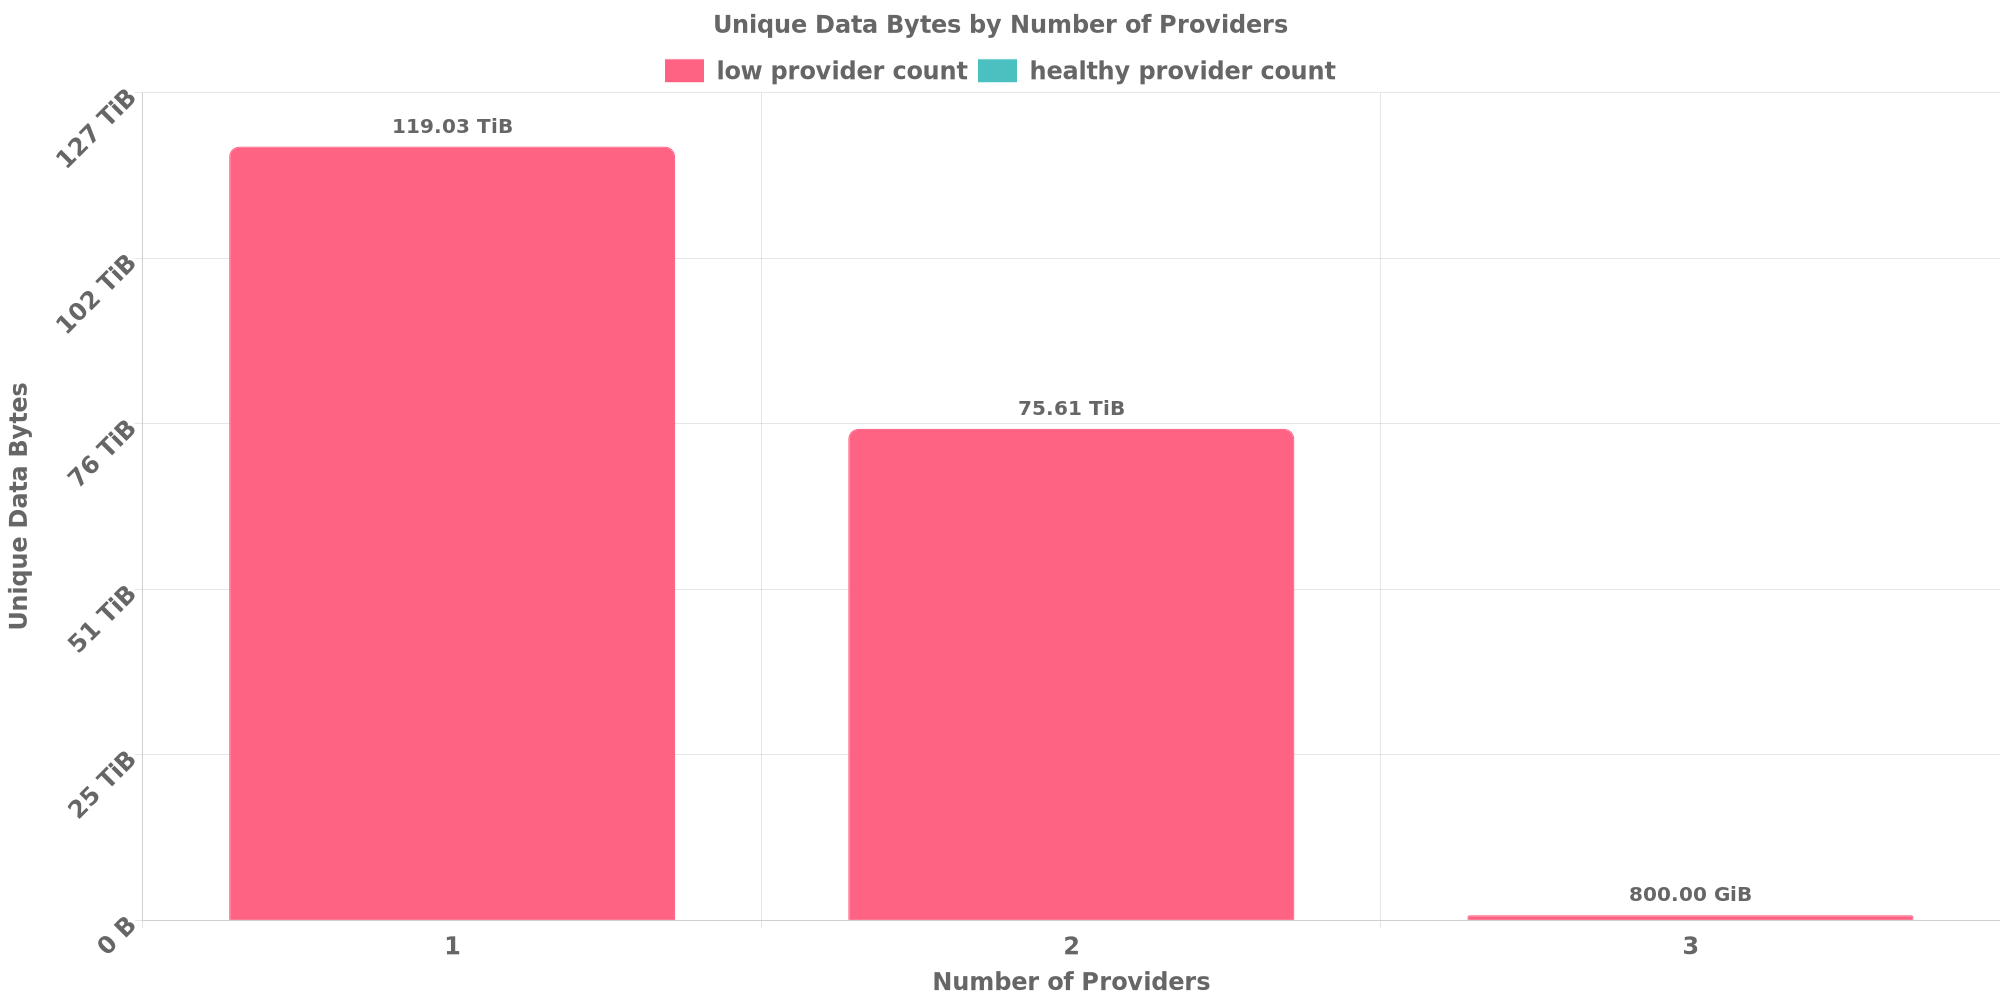 Unique Data Bytes by Number of Providers
low provider count healthy provider count
127 TiB
102 TiB
76 TiB
51 TiB
25 TiB
0 B
Unique Data Bytes
119.03 TiB
75.61 TiB
800.00 GiB
1 2 3
Number of Providers